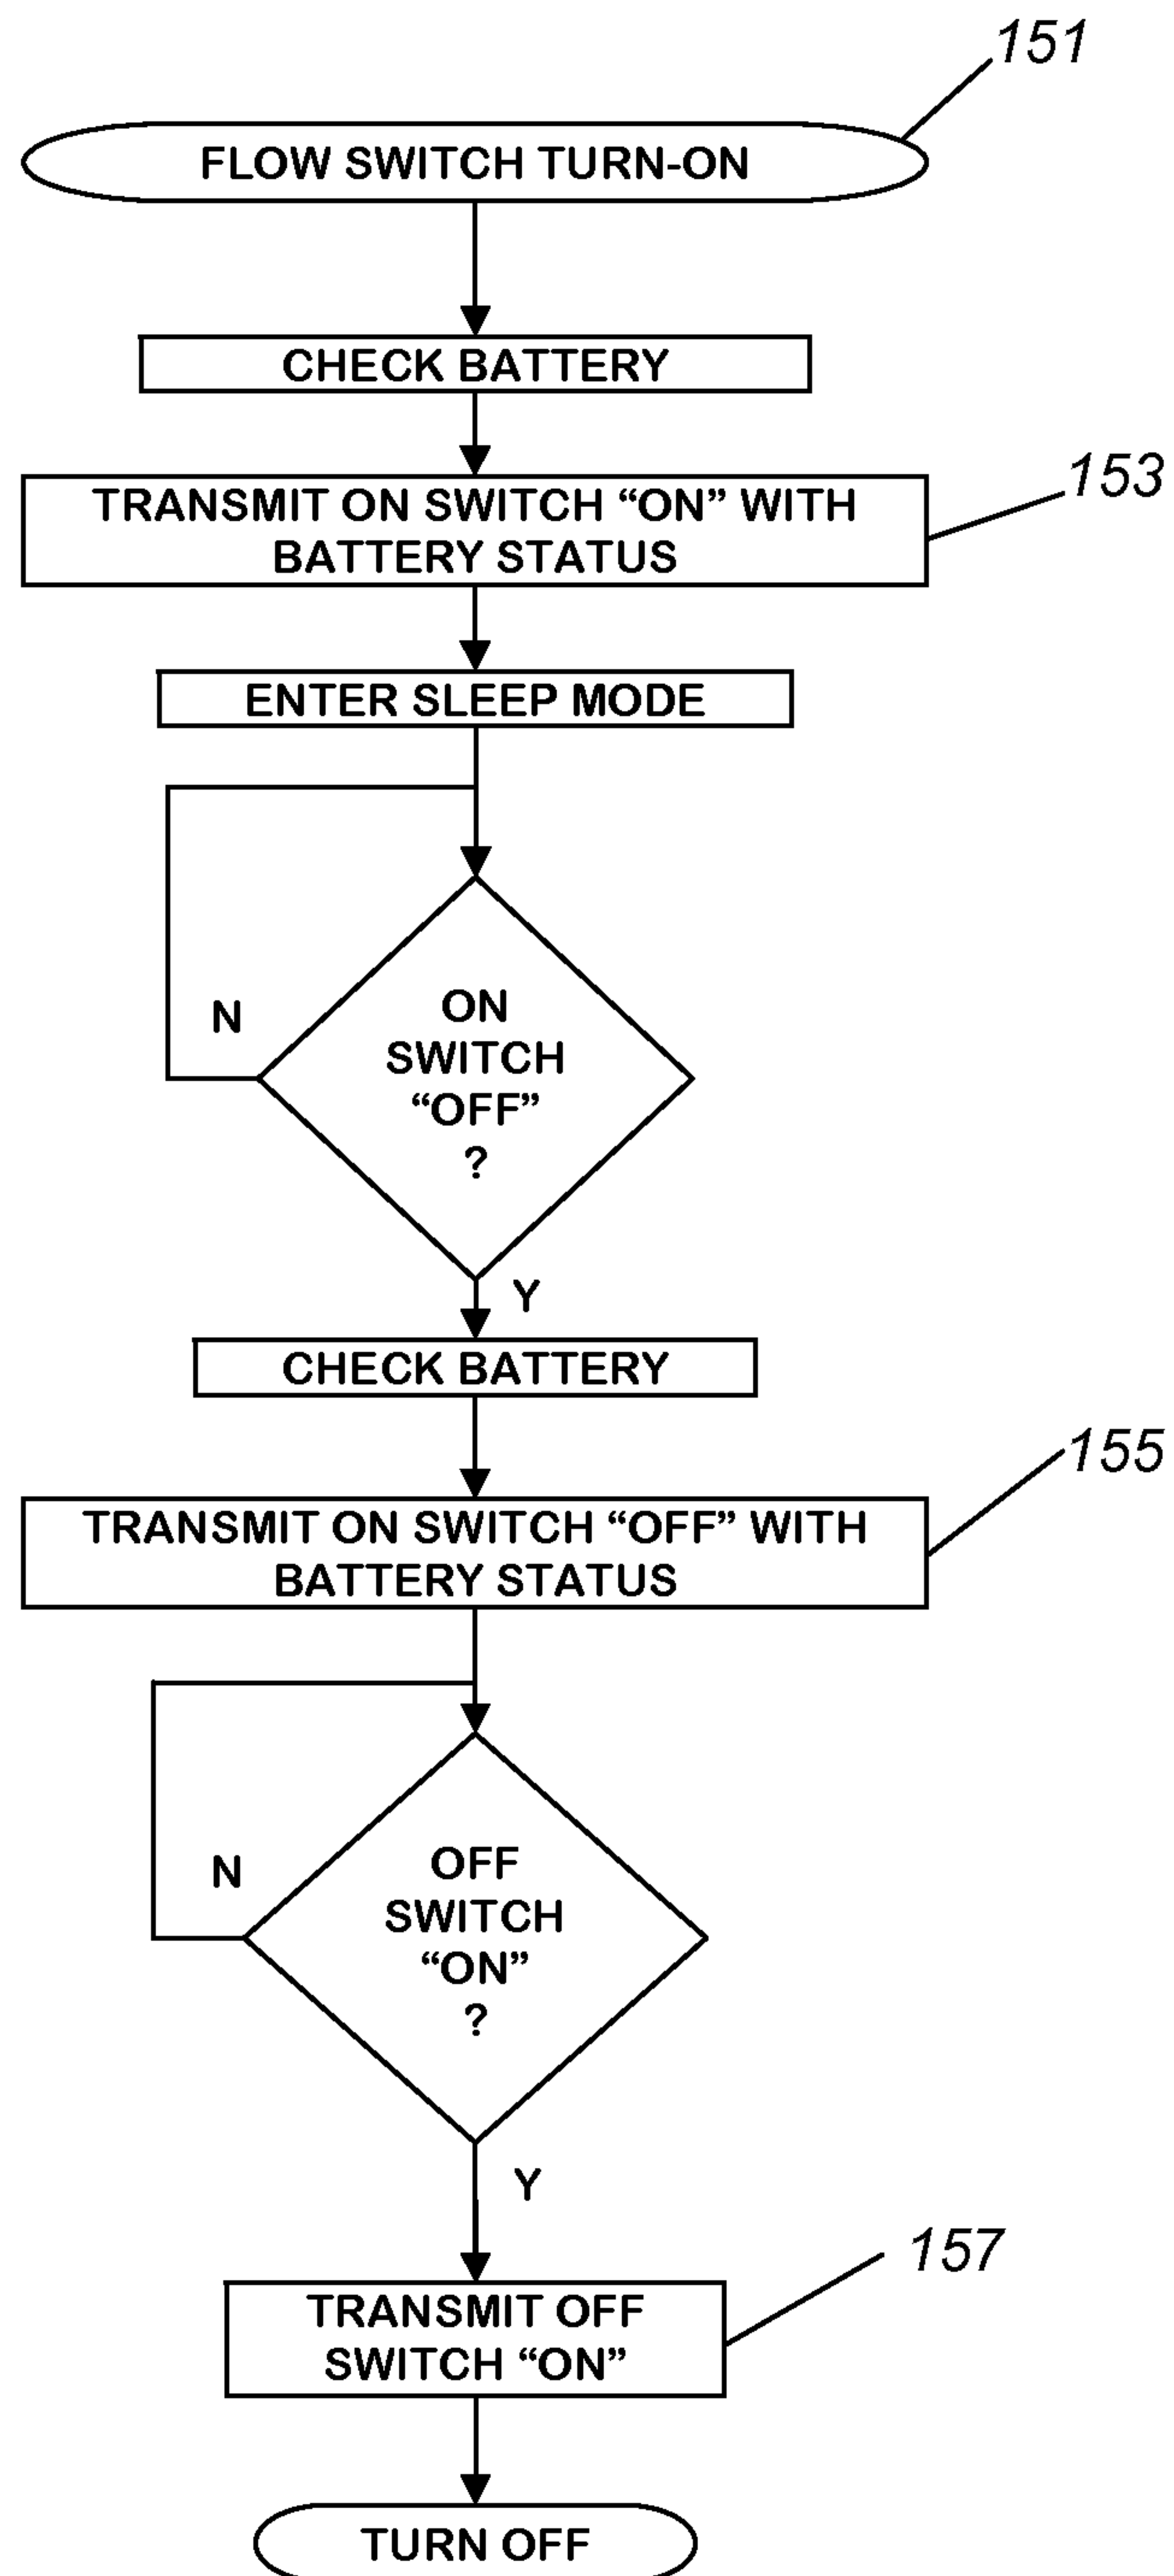 151
FLOW SWITCH TURN-ON
CHECK BATTERY
153
TRANSMIT ON SWITCH “ON” WITH
BATTERY STATUS
ENTER SLEEP MODE
N
ON
SWITCH
“OFF”
?
Y
CHECK BATTERY
155
TRANSMIT ON SWITCH “OFF” WITH
BATTERY STATUS
N
OFF
SWITCH
“ON”
?
Y
157
TRANSMIT OFF
SWITCH “ON”
TURN OFF